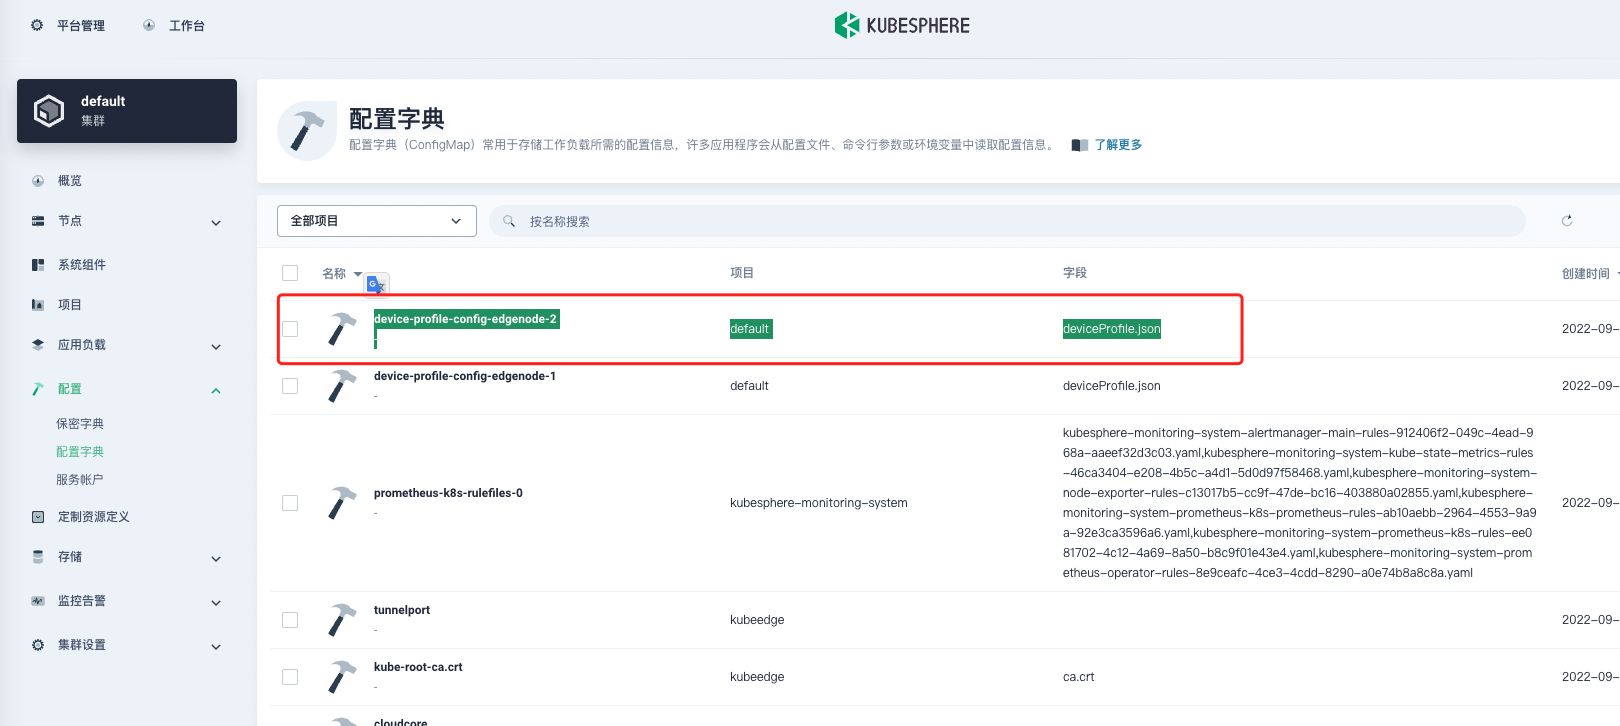 平台管理
工作台
KUBESPHERE
default
集群
概览
节点
系统组件
项目
应用负载
配置
保密字典
配置字典
服务帐户
定制资源定义
存储
监控告警
集群设置
配置字典
配置字典（ConfigMap）常用于存储工作负载所需的配置信息，许多应用程序会从配置文件、命令行参数或环境变量中读取配置信息。 了解更多
全部项目
按名称搜索
名称 项目 字段 创建时间
device-profile-config-edgenode-2
-
default
deviceProfile.json
2022-09-
device-profile-config-edgenode-1
-
default
deviceProfile.json
2022-09-
prometheus-k8s-rulefiles-0
-
kubesphere-monitoring-system
kubesphere-monitoring-system-alertmanager-main-rules-912406f2-049c-4ead-9
68a-aaeef32d3c03.yaml,kubesphere-monitoring-system-kube-state-metrics-rules
-46ca3404-e208-4b5c-a4d1-5d0d97f58468.yaml,kubesphere-monitoring-system-
node-exporter-rules-c13017b5-cc9f-47de-bc16-403880a02855.yaml,kubesphere-
monitoring-system-prometheus-k8s-prometheus-rules-ab10aebb-2964-4553-9a9
a-92e3ca3596a6.yaml,kubesphere-monitoring-system-prometheus-k8s-rules-ee0
81702-4c12-4a69-8a50-b8c9f01e43e4.yaml,kubesphere-monitoring-system-prom
etheus-operator-rules-8e9ceafc-4ce3-4cdd-8290-a0e74b8a8c8a.yaml
2022-09-
tunnelport
-
kubeedge
2022-09-
kube-root-ca.crt
-
kubeedge
ca.crt
2022-09-
cloudcore